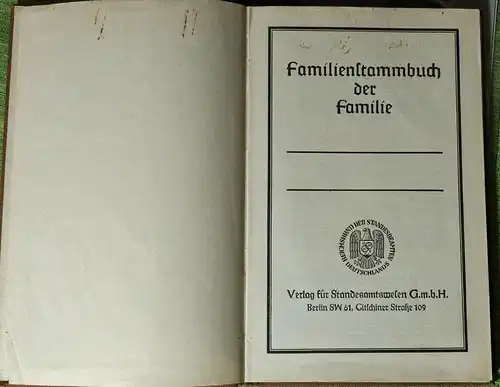 Familienstammbuch
der
Familie
REICHSBUND DER STANDESBEAMTEN
DEUTSCHLANDS
Verlag für Standesamtswesen G.m.b.H.
Berlin SW 61, Gitschiner Straße 109